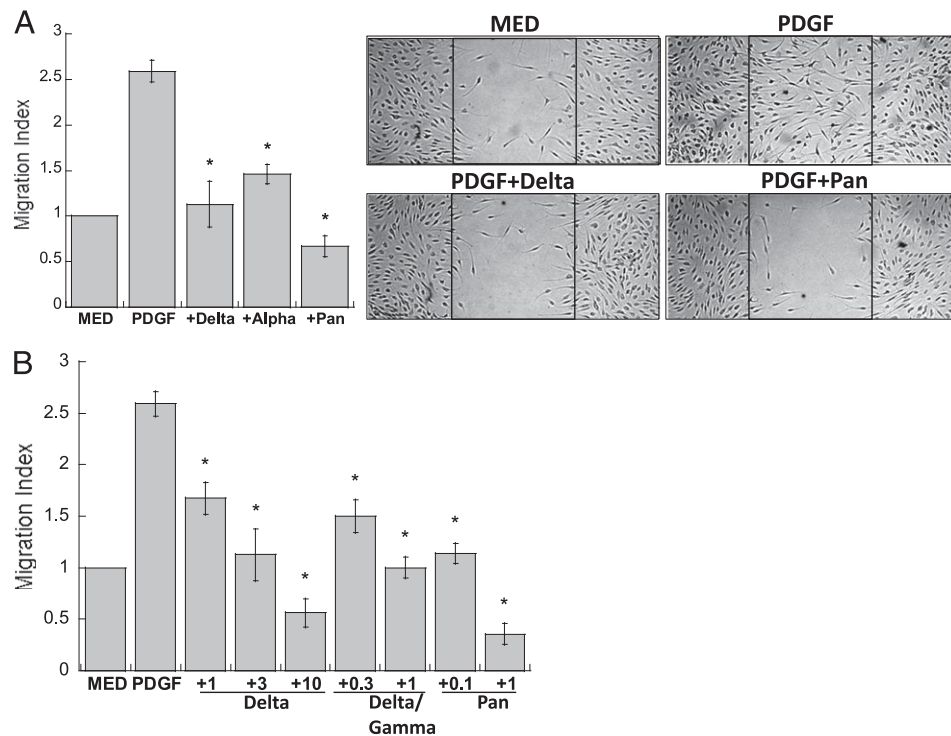 A
Migration Index
3
2.5
2
1.5
1
0.5
0
* * *
MED PDGF +Delta +Alpha +Pan
MED PDGF
PDGF+Delta PDGF+Pan
B
Migration Index
3
2.5
2
1.5
1
0.5
0
* * * * * * *
MED PDGF +1 +3 +10 +0.3 +1 +0.1 +1
Delta Delta/ Pan
Gamma